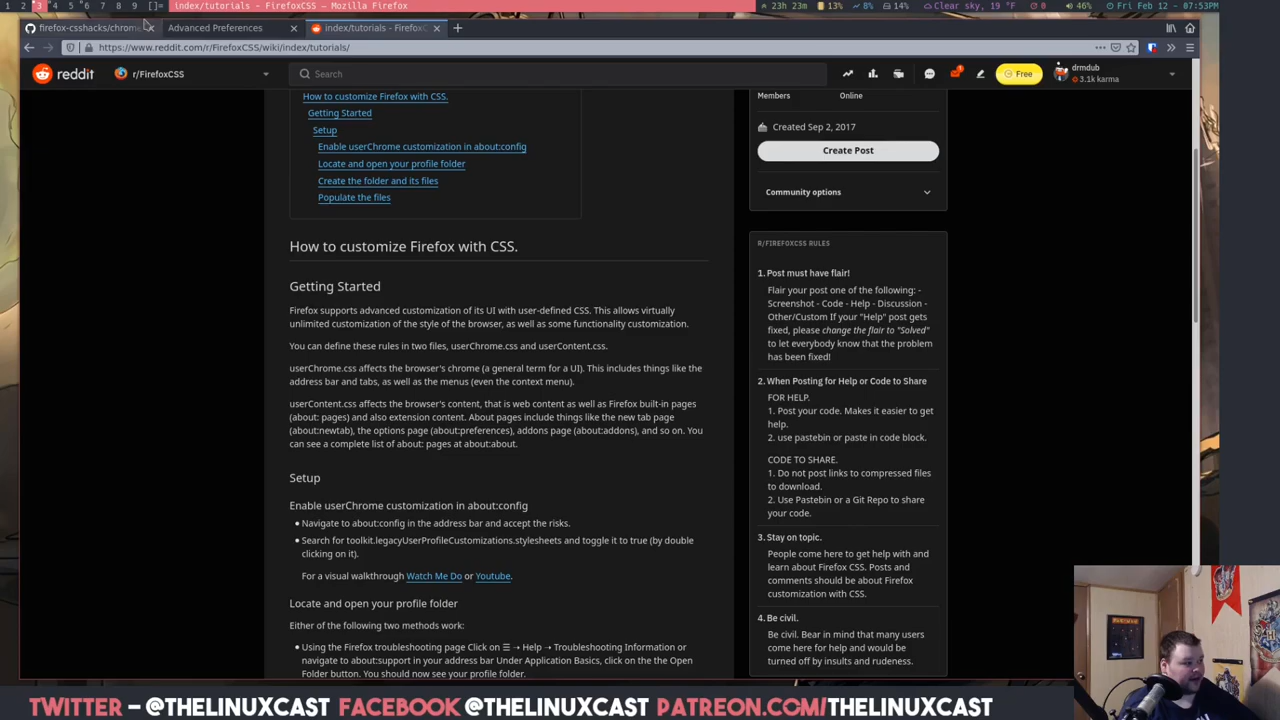 1 2 3 4 5 6 7 8 9 []= index/tutorials - FirefoxCSS — Mozilla Firefox 23h 23m 13% 8% 14% Clear sky, 19 °F 0 46% Fri Feb 12 - 07:53PM
firefox-csshacks/chrome Advanced Preferences index/tutorials - FirefoxC
https://www.reddit.com/r/FirefoxCSS/wiki/index/tutorials/
reddit r/FirefoxCSS Search Free drmdub
3.1k karma
How to customize Firefox with CSS.
Getting Started
Setup
Enable userChrome customization in about:config
Locate and open your profile folder
Create the folder and its files
Populate the files
How to customize Firefox with CSS.
Getting Started
Firefox supports advanced customization of its UI with user-defined CSS. This allows virtually
unlimited customization of the style of the browser, as well as some functionality customization.
You can define these rules in two files, userChrome.css and userContent.css.
userChrome.css affects the browser's chrome (a general term for a UI). This includes things like the
address bar and tabs, as well as the menus (even the context menu).
userContent.css affects the browser's content, that is web content as well as Firefox built-in pages
(about: pages) and also extension content. About pages include things like the new tab page
(about:newtab), the options page (about:preferences), addons page (about:addons), and so on. You
can see a complete list of about: pages at about:about.
Setup
Enable userChrome customization in about:config
• Navigate to about:config in the address bar and accept the risks.
• Search for toolkit.legacyUserProfileCustomizations.stylesheets and toggle it to true (by double
clicking on it).
For a visual walkthrough Watch Me Do or Youtube.
Locate and open your profile folder
Either of the following two methods work:
• Using the Firefox troubleshooting page Click on ☰ ➝ Help ➝ Troubleshooting Information or
navigate to about:support in your address bar Under Application Basics, click on the the Open
Folder button. You should now see your profile folder.
Members Online
Created Sep 2, 2017
Create Post
Community options
R/FIREFOXCSS RULES
1. Post must have flair!
Flair your post one of the following: -
Screenshot - Code - Help - Discussion -
Other/Custom If your "Help" post gets
fixed, please change the flair to "Solved"
to let everybody know that the problem
has been fixed!
2. When Posting for Help or Code to Share
FOR HELP.
1. Post your code. Makes it easier to get
help.
2. use pastebin or paste in code block.
CODE TO SHARE.
1. Do not post links to compressed files
to download.
2. Use Pastebin or a Git Repo to share
your code.
3. Stay on topic.
People come here to get help with and
learn about Firefox CSS. Posts and
comments should be about Firefox
customization with CSS.
4. Be civil.
Be civil. Bear in mind that many users
come here for help and would be
turned off by insults and rudeness.
TWITTER - @THELINUXCAST FACEBOOK @THELINUXCAST PATREON.COM/THELINUXCAST